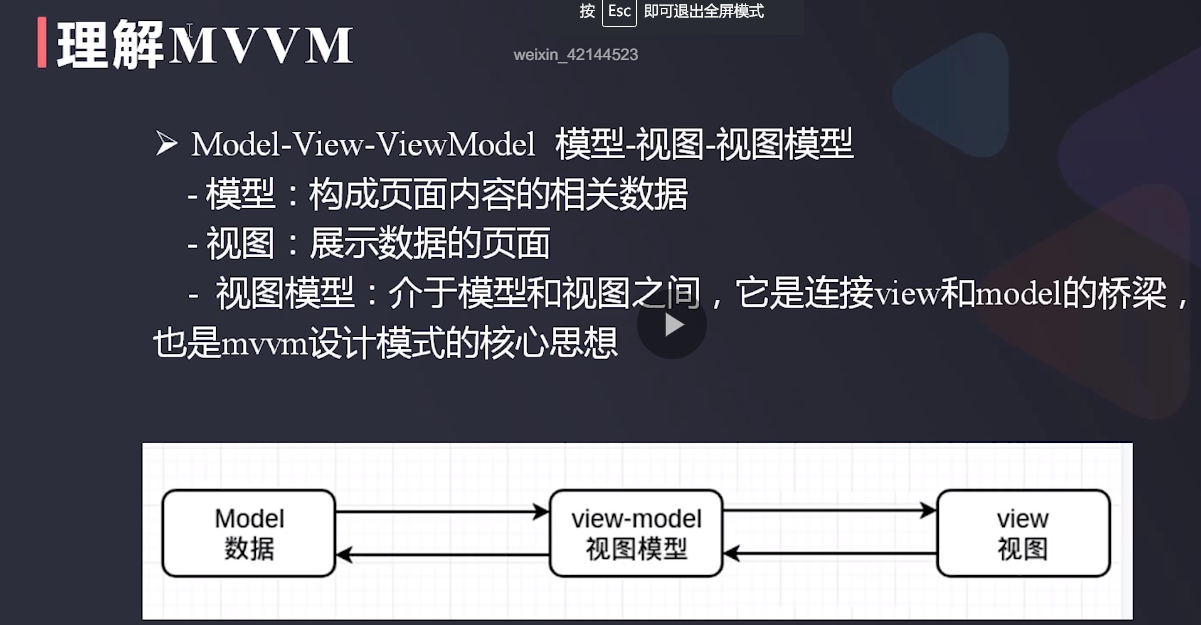 按 Esc 即可退出全屏模式
理解MVVM
weixin_42144523
➢ Model-View-ViewModel 模型-视图-视图模型
- 模型：构成页面内容的相关数据
- 视图：展示数据的页面
- 视图模型：介于模型和视图之间，它是连接view和model的桥梁，
也是mvvm设计模式的核心思想
Model
数据
view-model
视图模型
view
视图